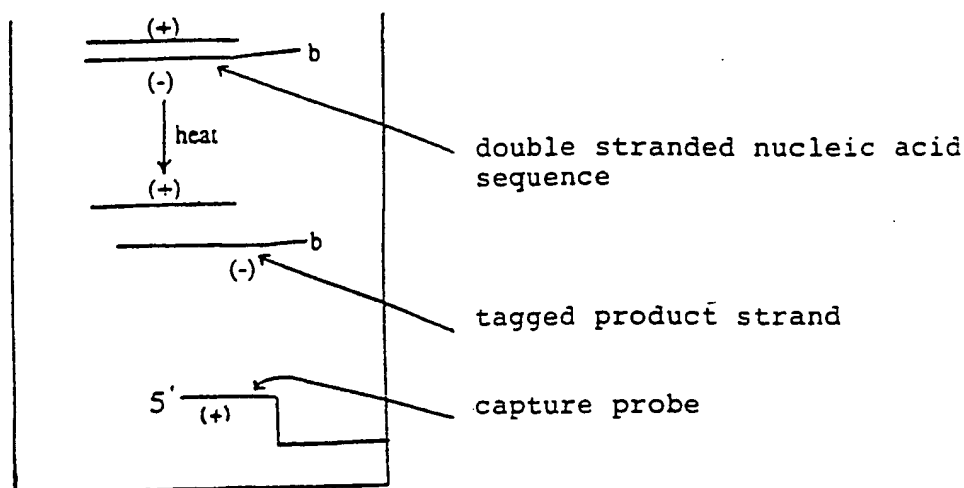 (+)
b
(-)
heat
double stranded nucleic acid
sequence
(+)
b
(-)
tagged product strand
capture probe
5'
(+)